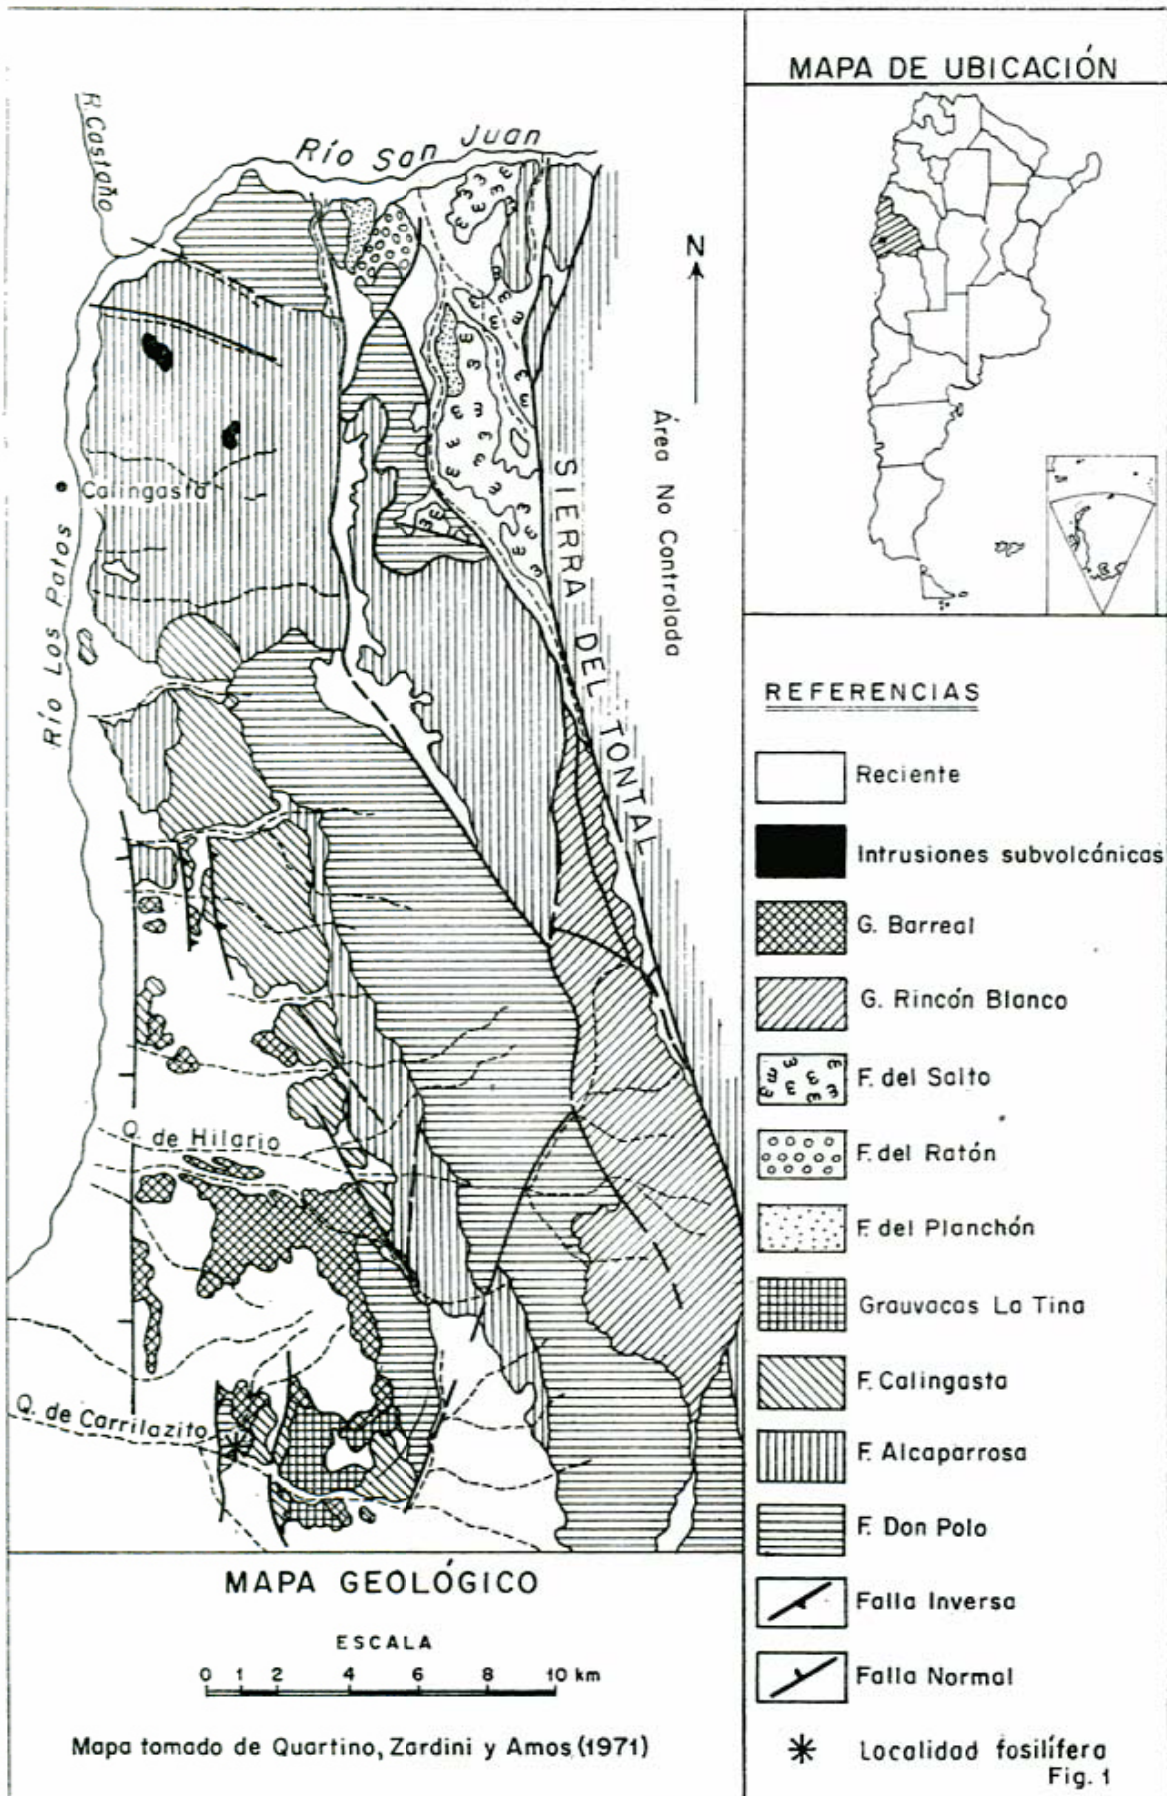 R. Castaño
Río San Juan
N
Área No Controlada
SIERRA DEL TONTAL
Calingasta
Río Los Patos
Q. de Hilario
Q. de Carrilazito
MAPA GEOLÓGICO
ESCALA
0 1 2 4 6 8 10 km
Mapa tomado de Quartino, Zardini y Amos (1971)
MAPA DE UBICACIÓN
REFERENCIAS
Reciente
Intrusiones subvolcánicas
G. Barreal
G. Rincón Blanco
F. del Salto
F. del Ratón
F. del Planchón
Grauvacas La Tina
F. Calingasta
F. Alcaparrosa
F. Don Polo
Falla Inversa
Falla Normal
Localidad fosilífera
Fig. 1